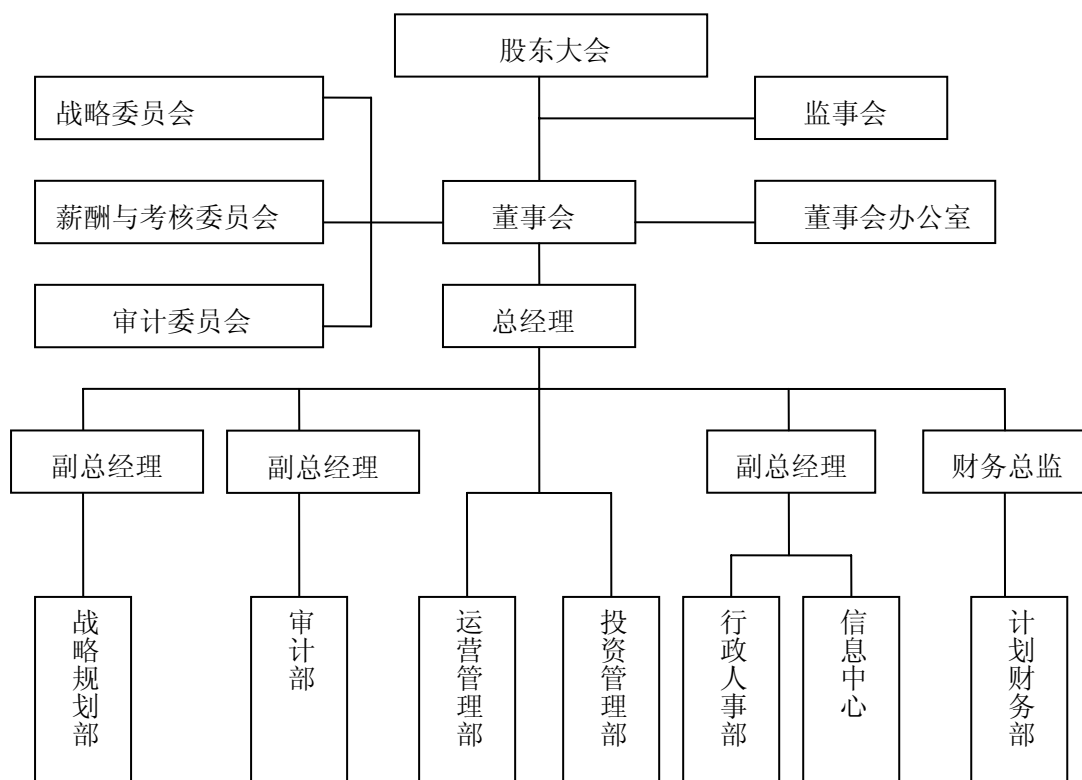 股东大会
战略委员会
监事会
薪酬与考核委员会
董事会
董事会办公室
审计委员会
总经理
副总经理
副总经理
副总经理
财务总监
战略规划部
审计部
运营管理部
投资管理部
行政人事部
信息中心
计划财务部